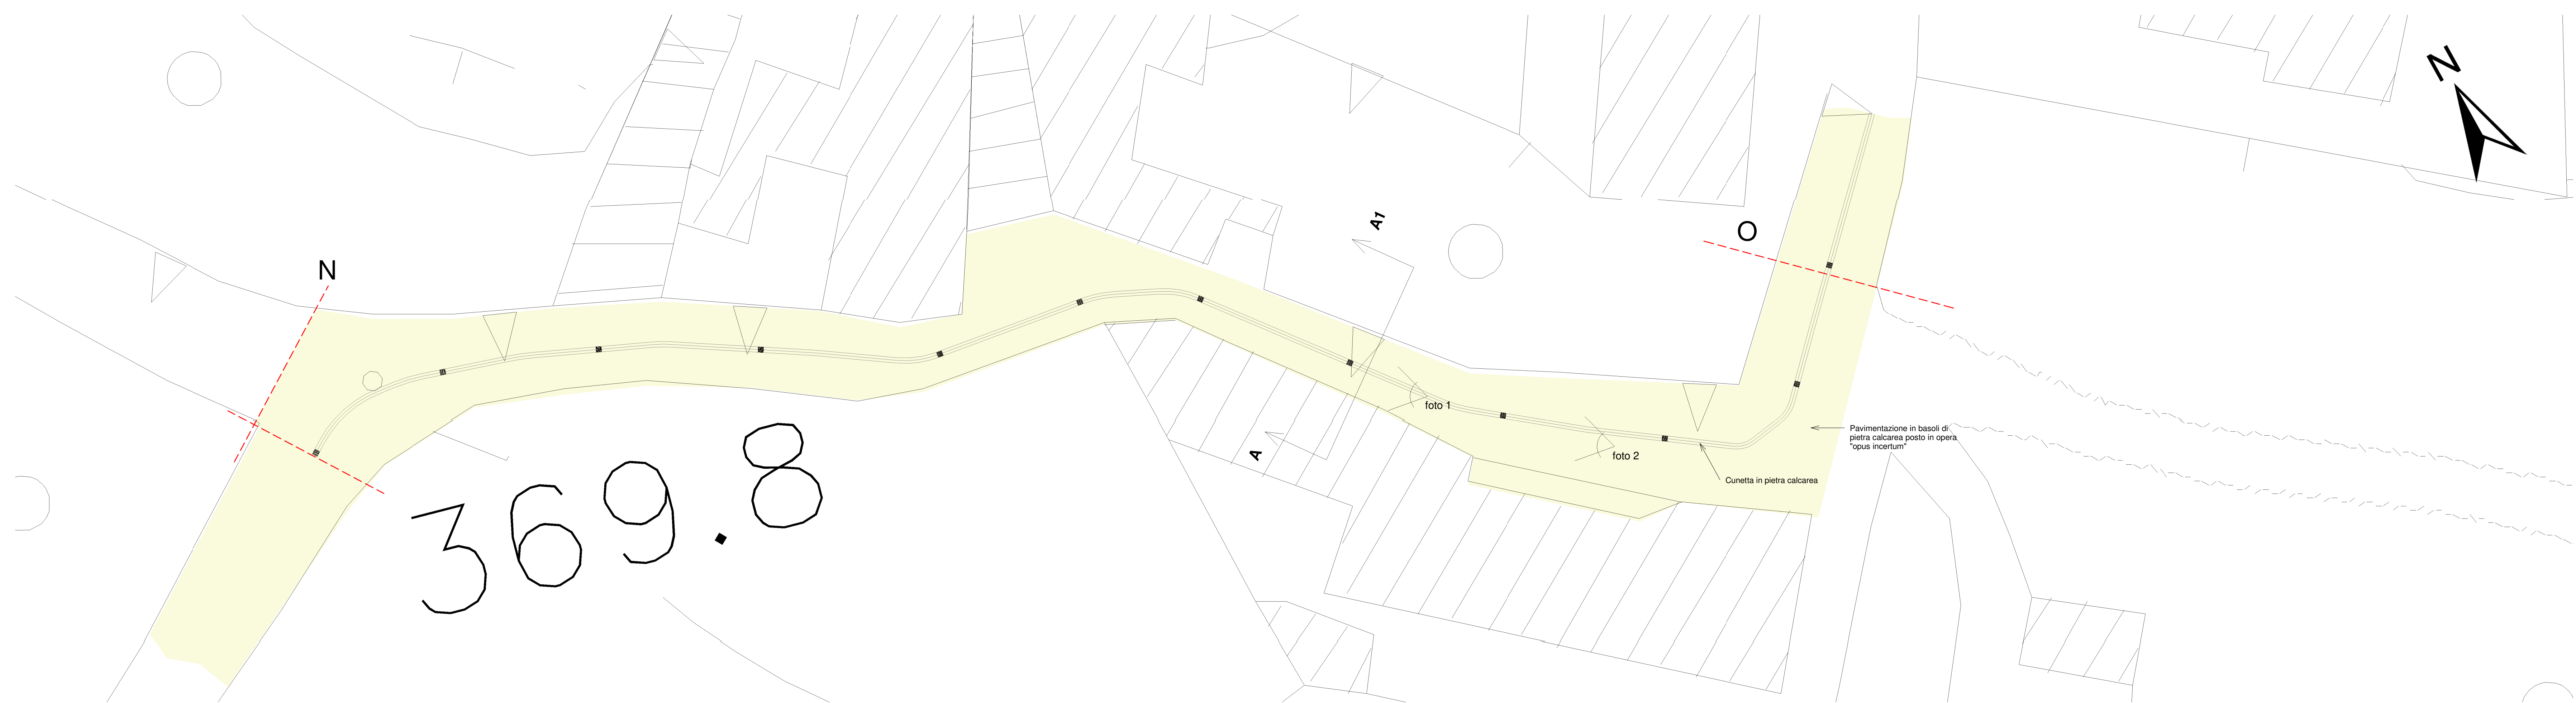 N
A1
O
N
foto 1
Pavimentazione in basoli di
pietra calcarea posto in opera
"opus incertum"
A
foto 2
Cunetta in pietra calcarea
369.8